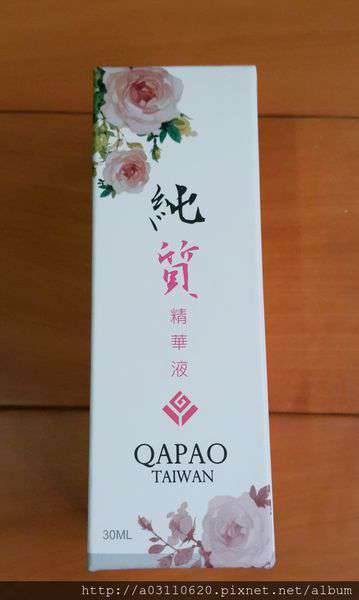 純
質
精
華
液
QAPAO
TAIWAN
30ML
http://a03110620.pixnet.net/album